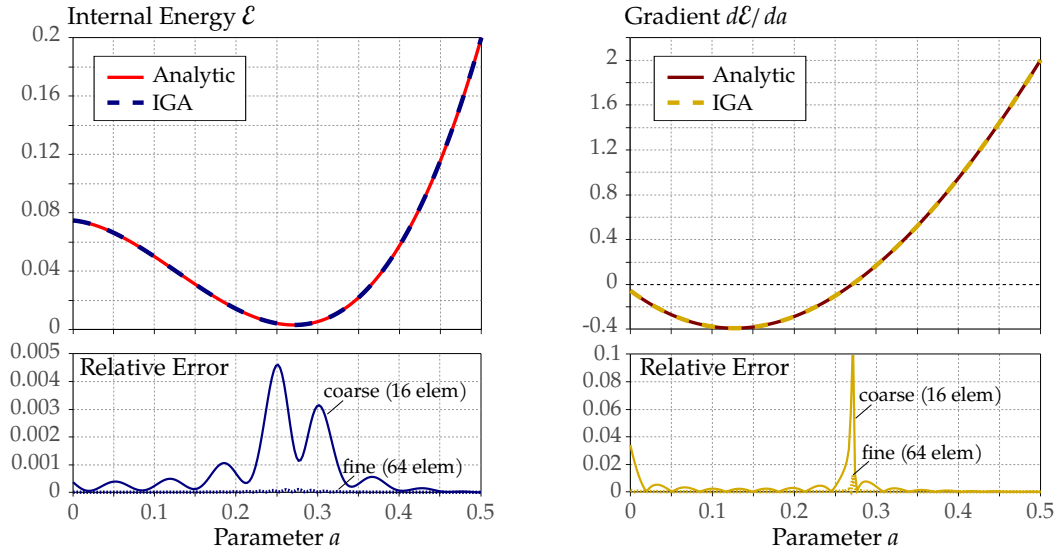 Internal Energy ℰ
0.2
0.16
0.12
0.08
0.04
0
Analytic
IGA
0.005
0.004
0.003
0.002
0.001
0
Relative Error
coarse (16 elem)
fine (64 elem)
0 0.1 0.2 0.3 0.4 0.5
Parameter a
Gradient dℰ/da
2
1.6
1.2
0.8
0.4
0
-0.4
Analytic
IGA
0.1
0.08
0.06
0.04
0.02
0
Relative Error
coarse (16 elem)
fine (64 elem)
0 0.1 0.2 0.3 0.4 0.5
Parameter a